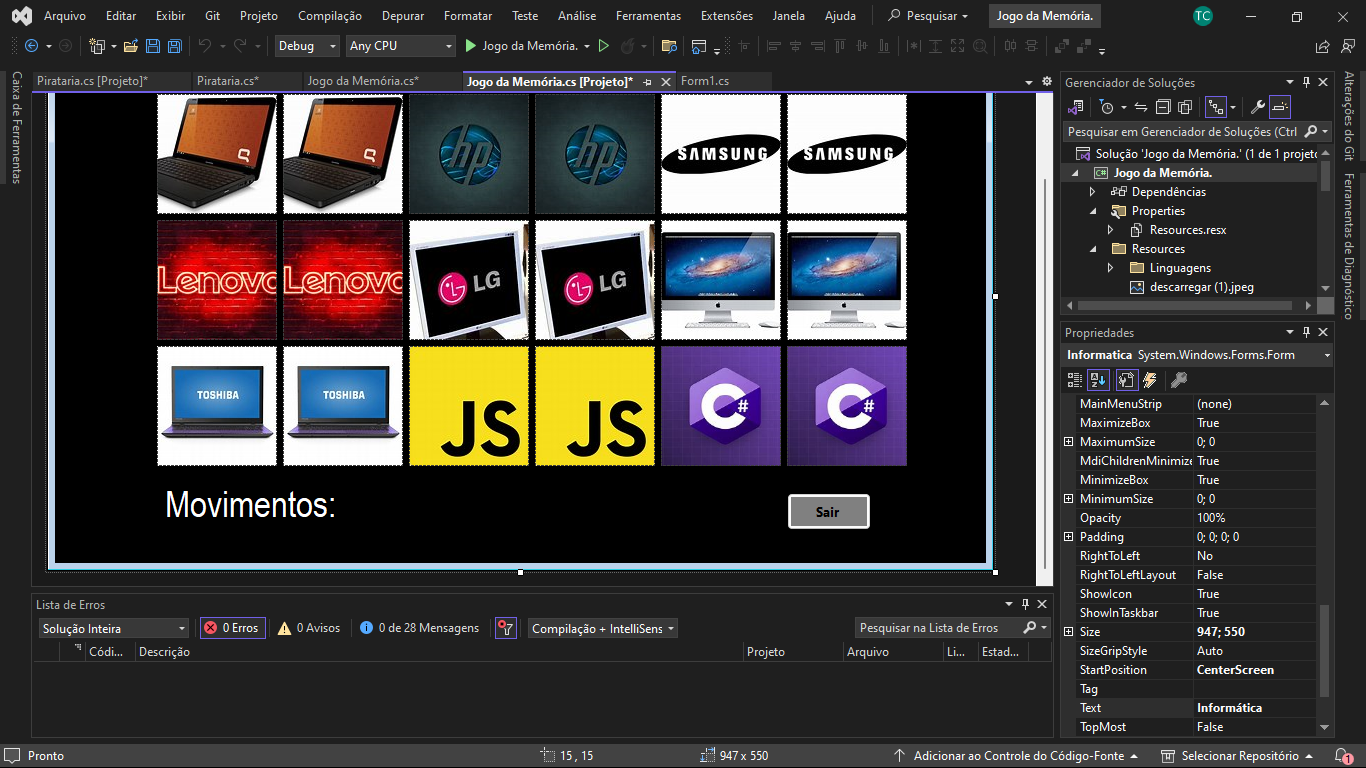 Arquivo Editar Exibir Git Projeto Compilação Depurar Formatar Teste Análise Ferramentas Extensões Janela Ajuda Pesquisar Jogo da Memória. TC
Debug Any CPU Jogo da Memória.
Caixa de Ferramentas
Pirataria.cs [Projeto]* Pirataria.cs* Jogo da Memória.cs* Jogo da Memória.cs [Projeto]* Form1.cs
hp hp SAMSUNG SAMSUNG
Lenovo Lenovo LG LG
TOSHIBA TOSHIBA JS JS C# C#
Movimentos: Sair
Lista de Erros
Solução Inteira 0 Erros 0 Avisos 0 de 28 Mensagens Compilação + IntelliSens Pesquisar na Lista de Erros
Códi... Descrição Projeto Arquivo Li... Estad...
Gerenciador de Soluções
Pesquisar em Gerenciador de Soluções (Ctrl
Solução 'Jogo da Memória.' (1 de 1 projeto
C# Jogo da Memória.
Dependências
Properties
Resources.resx
Resources
Linguagens
descarregar (1).jpeg
Propriedades
Informatica System.Windows.Forms.Form
MainMenuStrip (none)
MaximizeBox True
MaximumSize 0; 0
MdiChildrenMinimize True
MinimizeBox True
MinimumSize 0; 0
Opacity 100%
Padding 0; 0; 0; 0
RightToLeft No
RightToLeftLayout False
ShowIcon True
ShowInTaskbar True
Size 947; 550
SizeGripStyle Auto
StartPosition CenterScreen
Tag
Text Informática
TopMost False
Alterações do Git
Ferramentas de Diagnóstico
Pronto 15 , 15 947 x 550 Adicionar ao Controle do Código-Fonte Selecionar Repositório 1